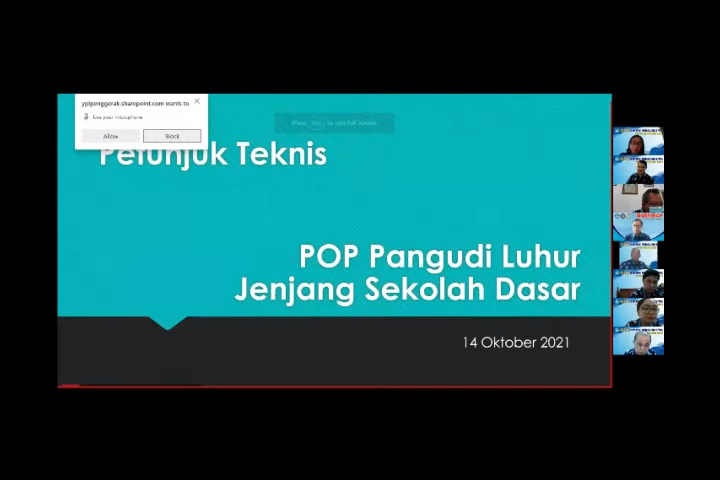 yplpenggerak.sharepoint.com wants to
Use your microphone
Allow
Block
Petunjuk Teknis
POP Pangudi Luhur
Jenjang Sekolah Dasar
14 Oktober 2021